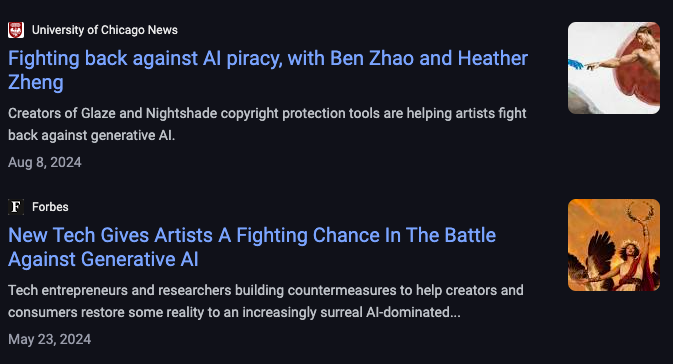 University of Chicago News
Fighting back against AI piracy, with Ben Zhao and Heather
Zheng
Creators of Glaze and Nightshade copyright protection tools are helping artists fight
back against generative AI.
Aug 8, 2024
F Forbes
New Tech Gives Artists A Fighting Chance In The Battle
Against Generative AI
Tech entrepreneurs and researchers building countermeasures to help creators and
consumers restore some reality to an increasingly surreal AI-dominated...
May 23, 2024